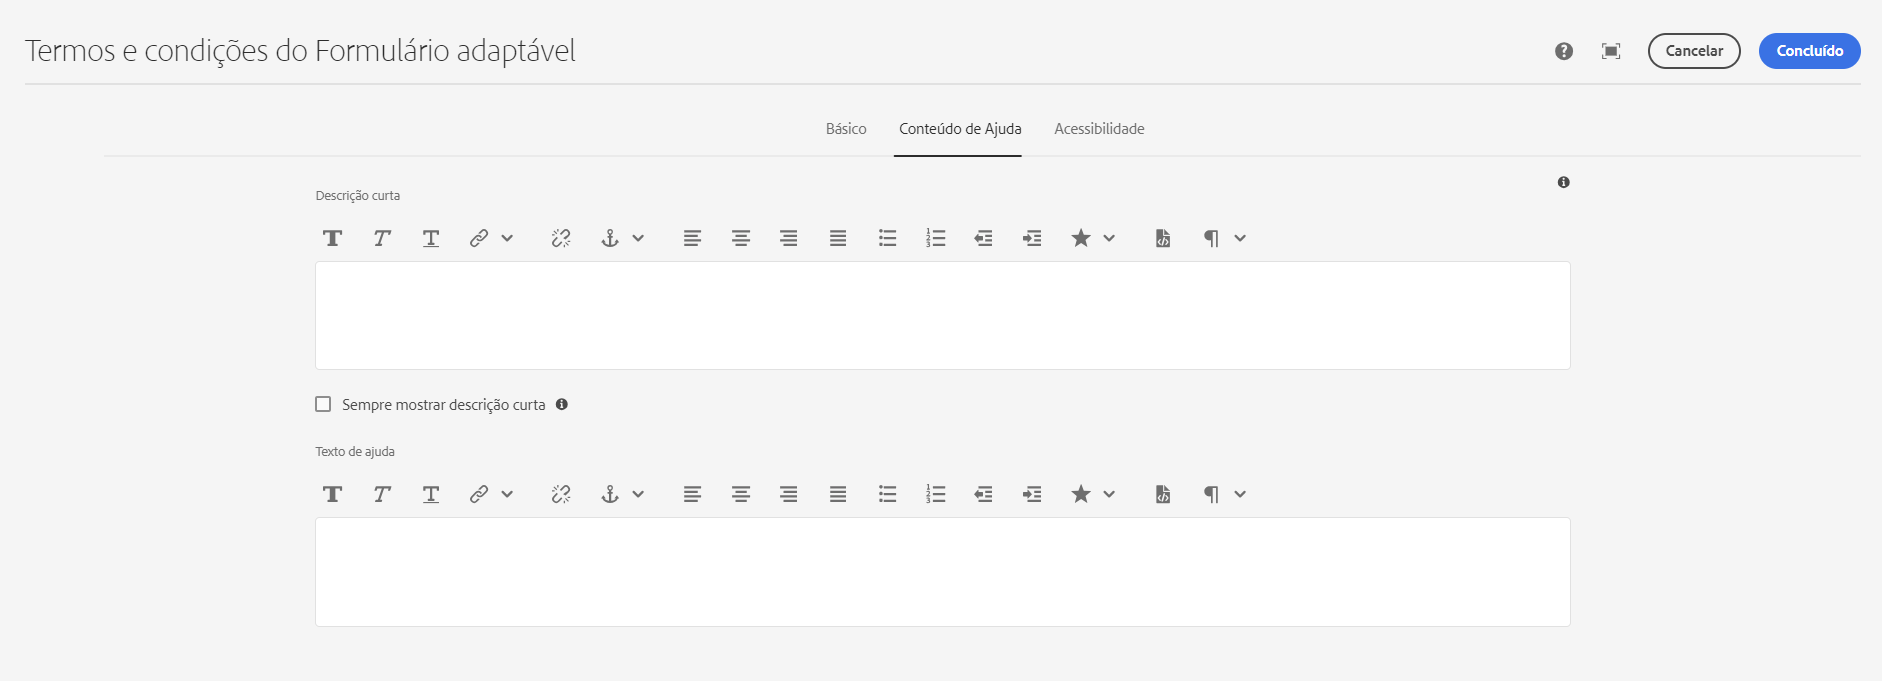 Termos e condições do Formulário adaptável
Cancelar
Concluído
Básico
Conteúdo de Ajuda
Acessibilidade
Descrição curta
Sempre mostrar descrição curta
Texto de ajuda